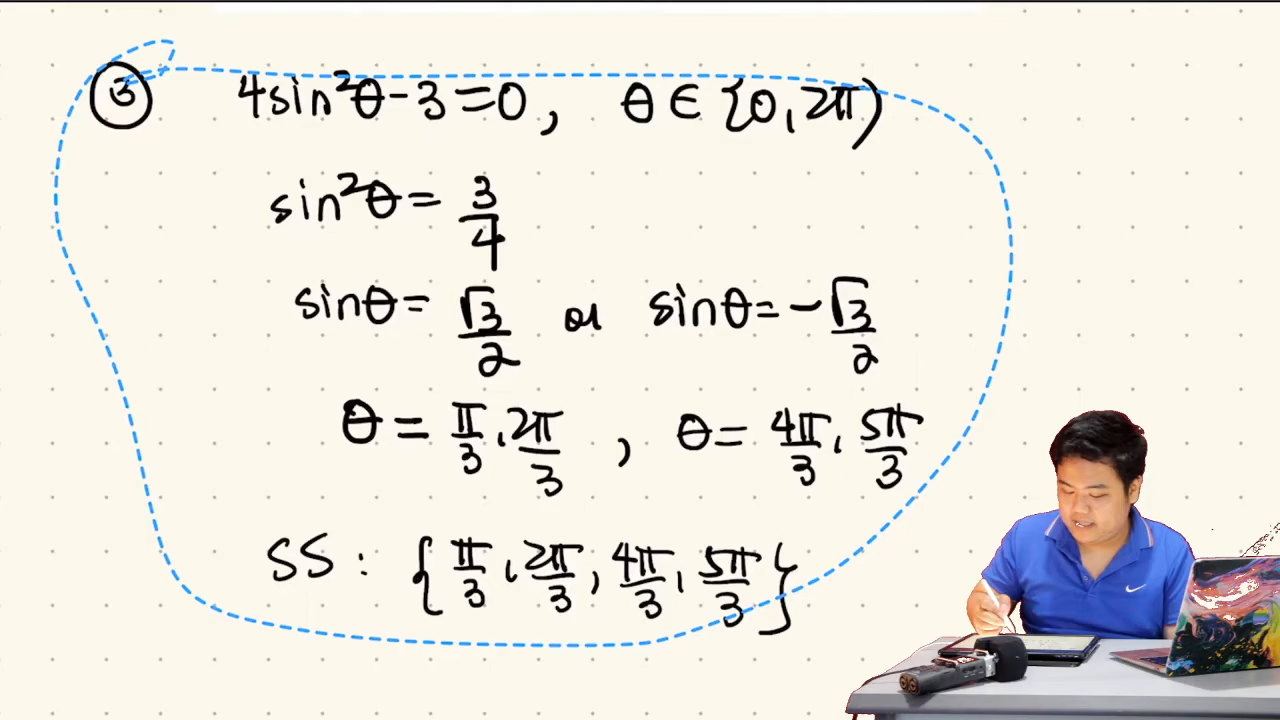 ③ 4sin²θ-3=0, θ∈{0,2π)
sin²θ = 3/4
sinθ = √3/2 or sinθ = -√3/2
θ = π/3, 2π/3, θ = 4π/3, 5π/3
SS: {π/3, 2π/3, 4π/3, 5π/3}